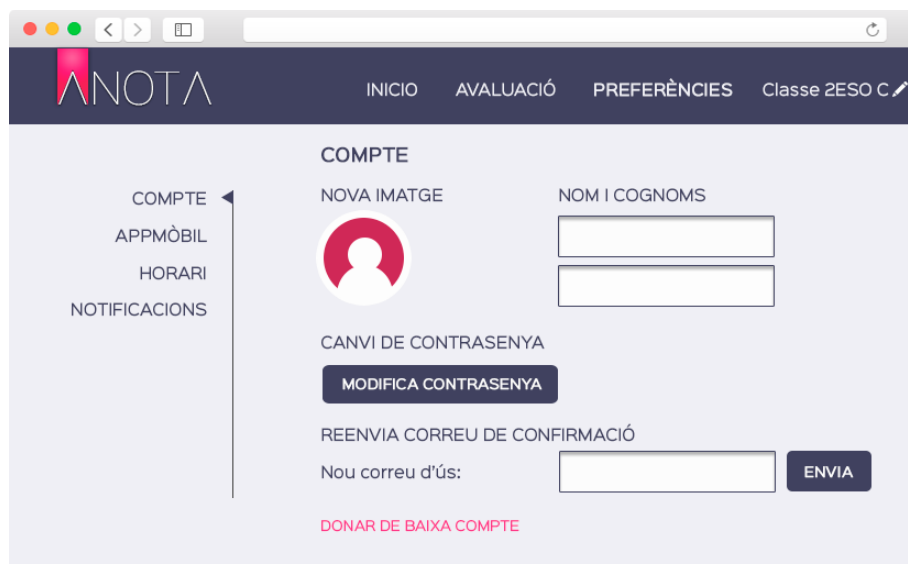 ANOTA
INICIO AVALUACIÓ PREFERÈNCIES Classe 2ESO C
COMPTE
APPMÒBIL
HORARI
NOTIFICACIONS
COMPTE
NOVA IMATGE
NOM I COGNOMS
CANVI DE CONTRASENYA
MODIFICA CONTRASENYA
REENVIA CORREU DE CONFIRMACIÓ
Nou correu d'ús:
ENVIA
DONAR DE BAIXA COMPTE